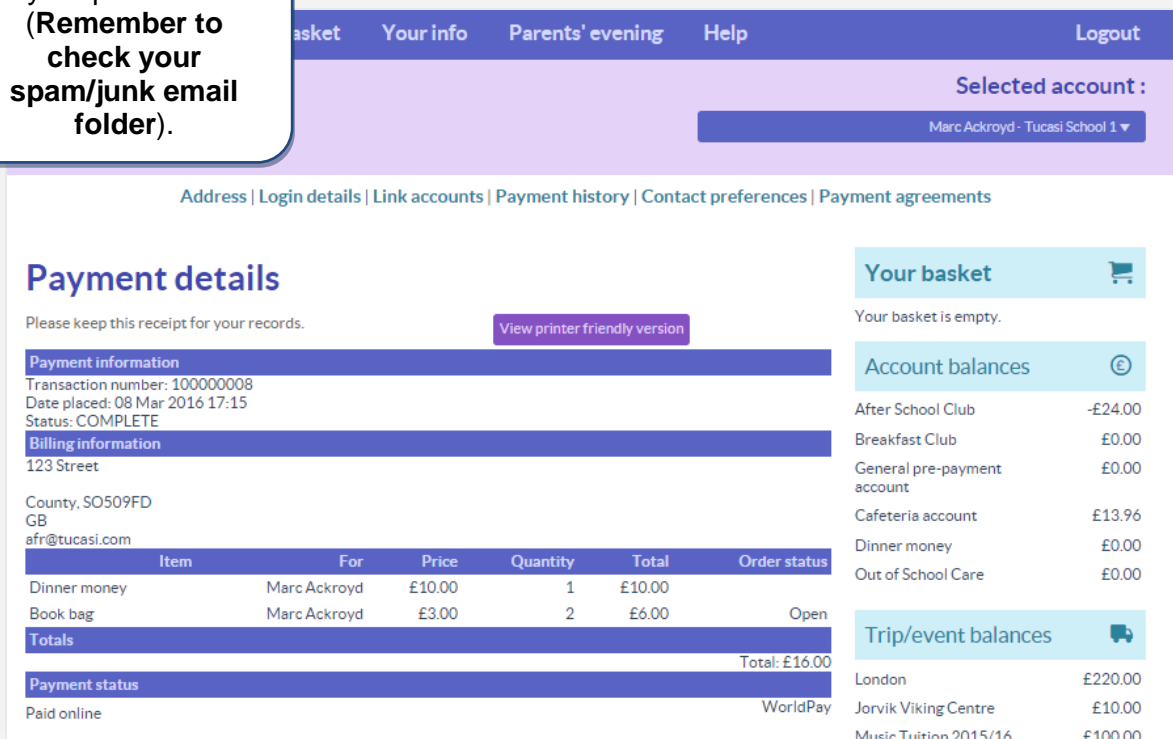 (Remember to
check your
spam/junk email
folder).
Your info Parents' evening Help Logout
Selected account :
Marc Ackroyd - Tucasi School 1 ▾
Address | Login details | Link accounts | Payment history | Contact preferences | Payment agreements
Payment details
Please keep this receipt for your records.
View printer friendly version
Payment information
Transaction number: 100000008
Date placed: 08 Mar 2016 17:15
Status: COMPLETE
Billing information
123 Street
County, SO509FD
GB
afr@tucasi.com
Item For Price Quantity Total Order status
Dinner money Marc Ackroyd £10.00 1 £10.00
Book bag Marc Ackroyd £3.00 2 £6.00 Open
Totals
Total: £16.00
Payment status
Paid online WorldPay
Your basket
Your basket is empty.
Account balances £
After School Club -£24.00
Breakfast Club £0.00
General pre-payment £0.00
account
Cafeteria account £13.96
Dinner money £0.00
Out of School Care £0.00
Trip/event balances
London £220.00
Jorvik Viking Centre £10.00
Music Tuition 2015/16 £100.00